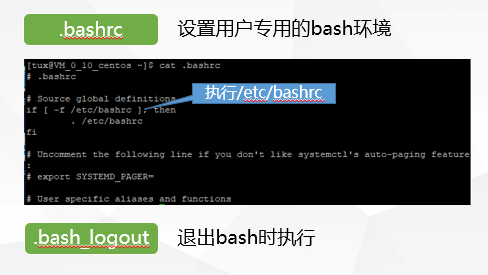 .bashrc 设置用户专用的bash环境
[tux@VM_0_10_centos ~]$ cat .bashrc
# .bashrc
# Source global definitions
执行/etc/bashrc
if [ -f /etc/bashrc ]; then
. /etc/bashrc
fi
# Uncomment the following line if you don't like systemctl's auto-paging feature
:
# export SYSTEMD_PAGER=
# User specific aliases and functions
.bash_logout 退出bash时执行